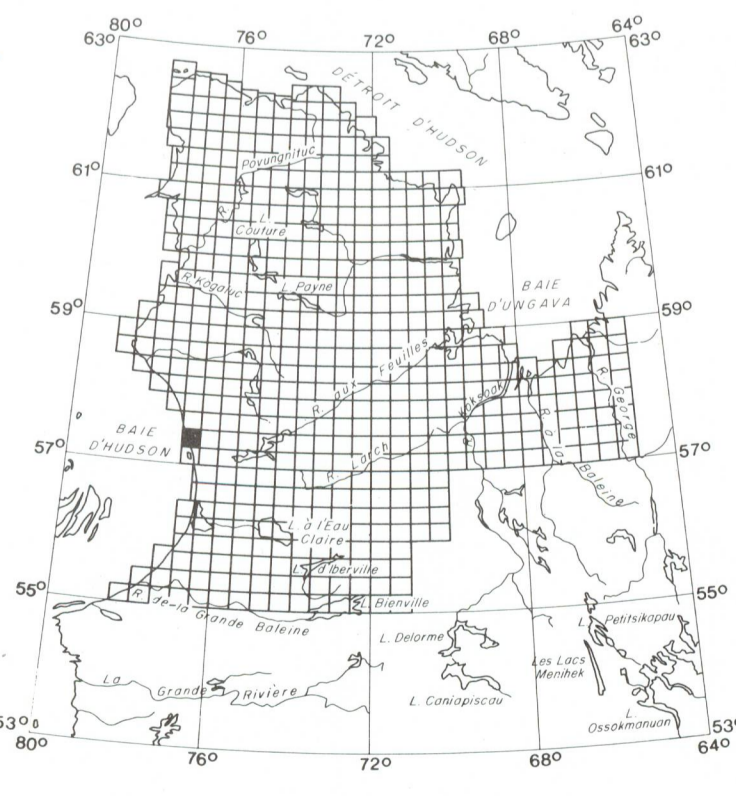 80°
76°
72°
68°
64°
63°
63°
DÉTROIT D'HUDSON
Povungnituc
61°
61°
R.
L.
Couture
R. Kogaluc
L. Payne
BAIE
D'UNGAVA
59°
59°
R. aux Feuilles
Koksoak
R. George
BAIE
D'HUDSON
57°
57°
R. Larch
R. à la Baleine
L. à l'Eau
Claire
L. d'Iberville
55°
55°
R. de-la Grande Baleine
L. Bienville
L. Delorme
L. Petitsikapau
Les Lacs
Menihek
La Grande Rivière
L. Caniapiscau
L.
Ossokmanuan
53°
53°
80°
76°
72°
68°
64°